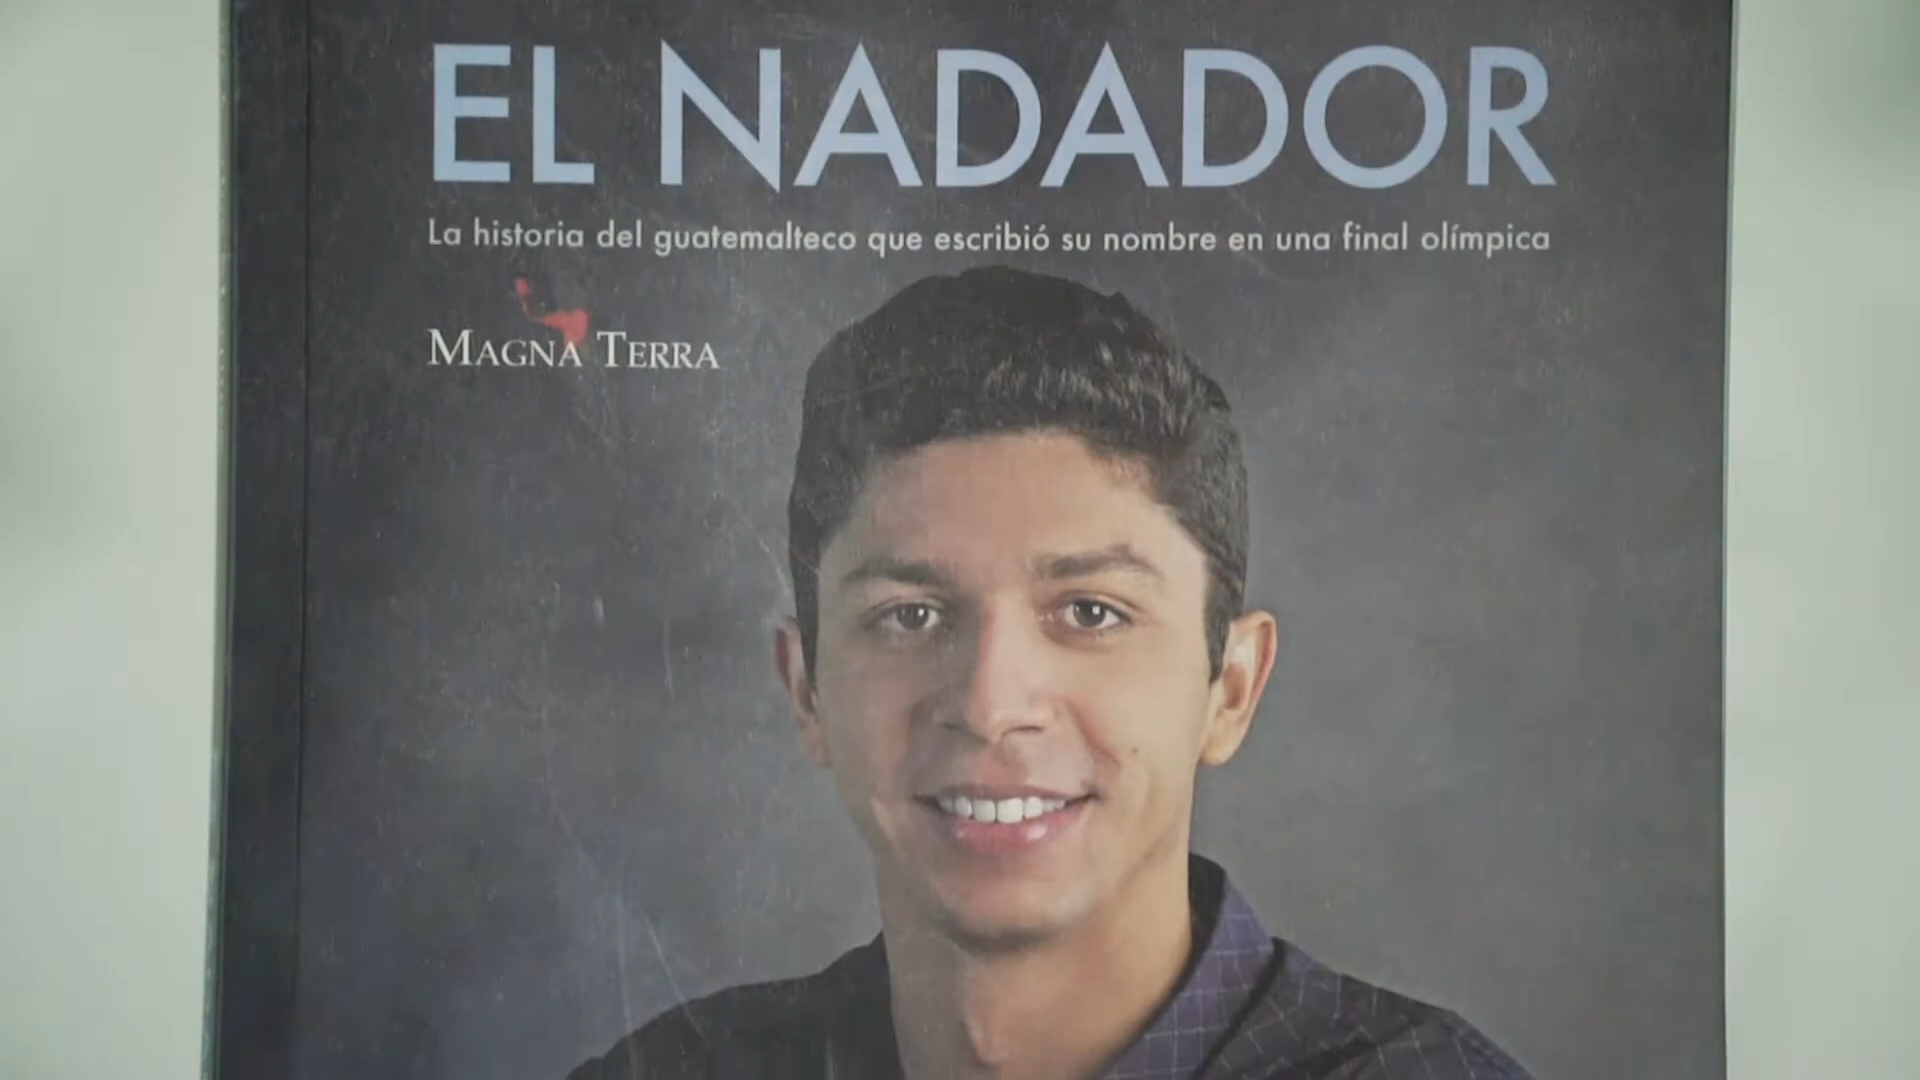 EL NADADOR
La historia del guatemalteco que escribió su nombre en una final olímpica
MAGNA TERRA